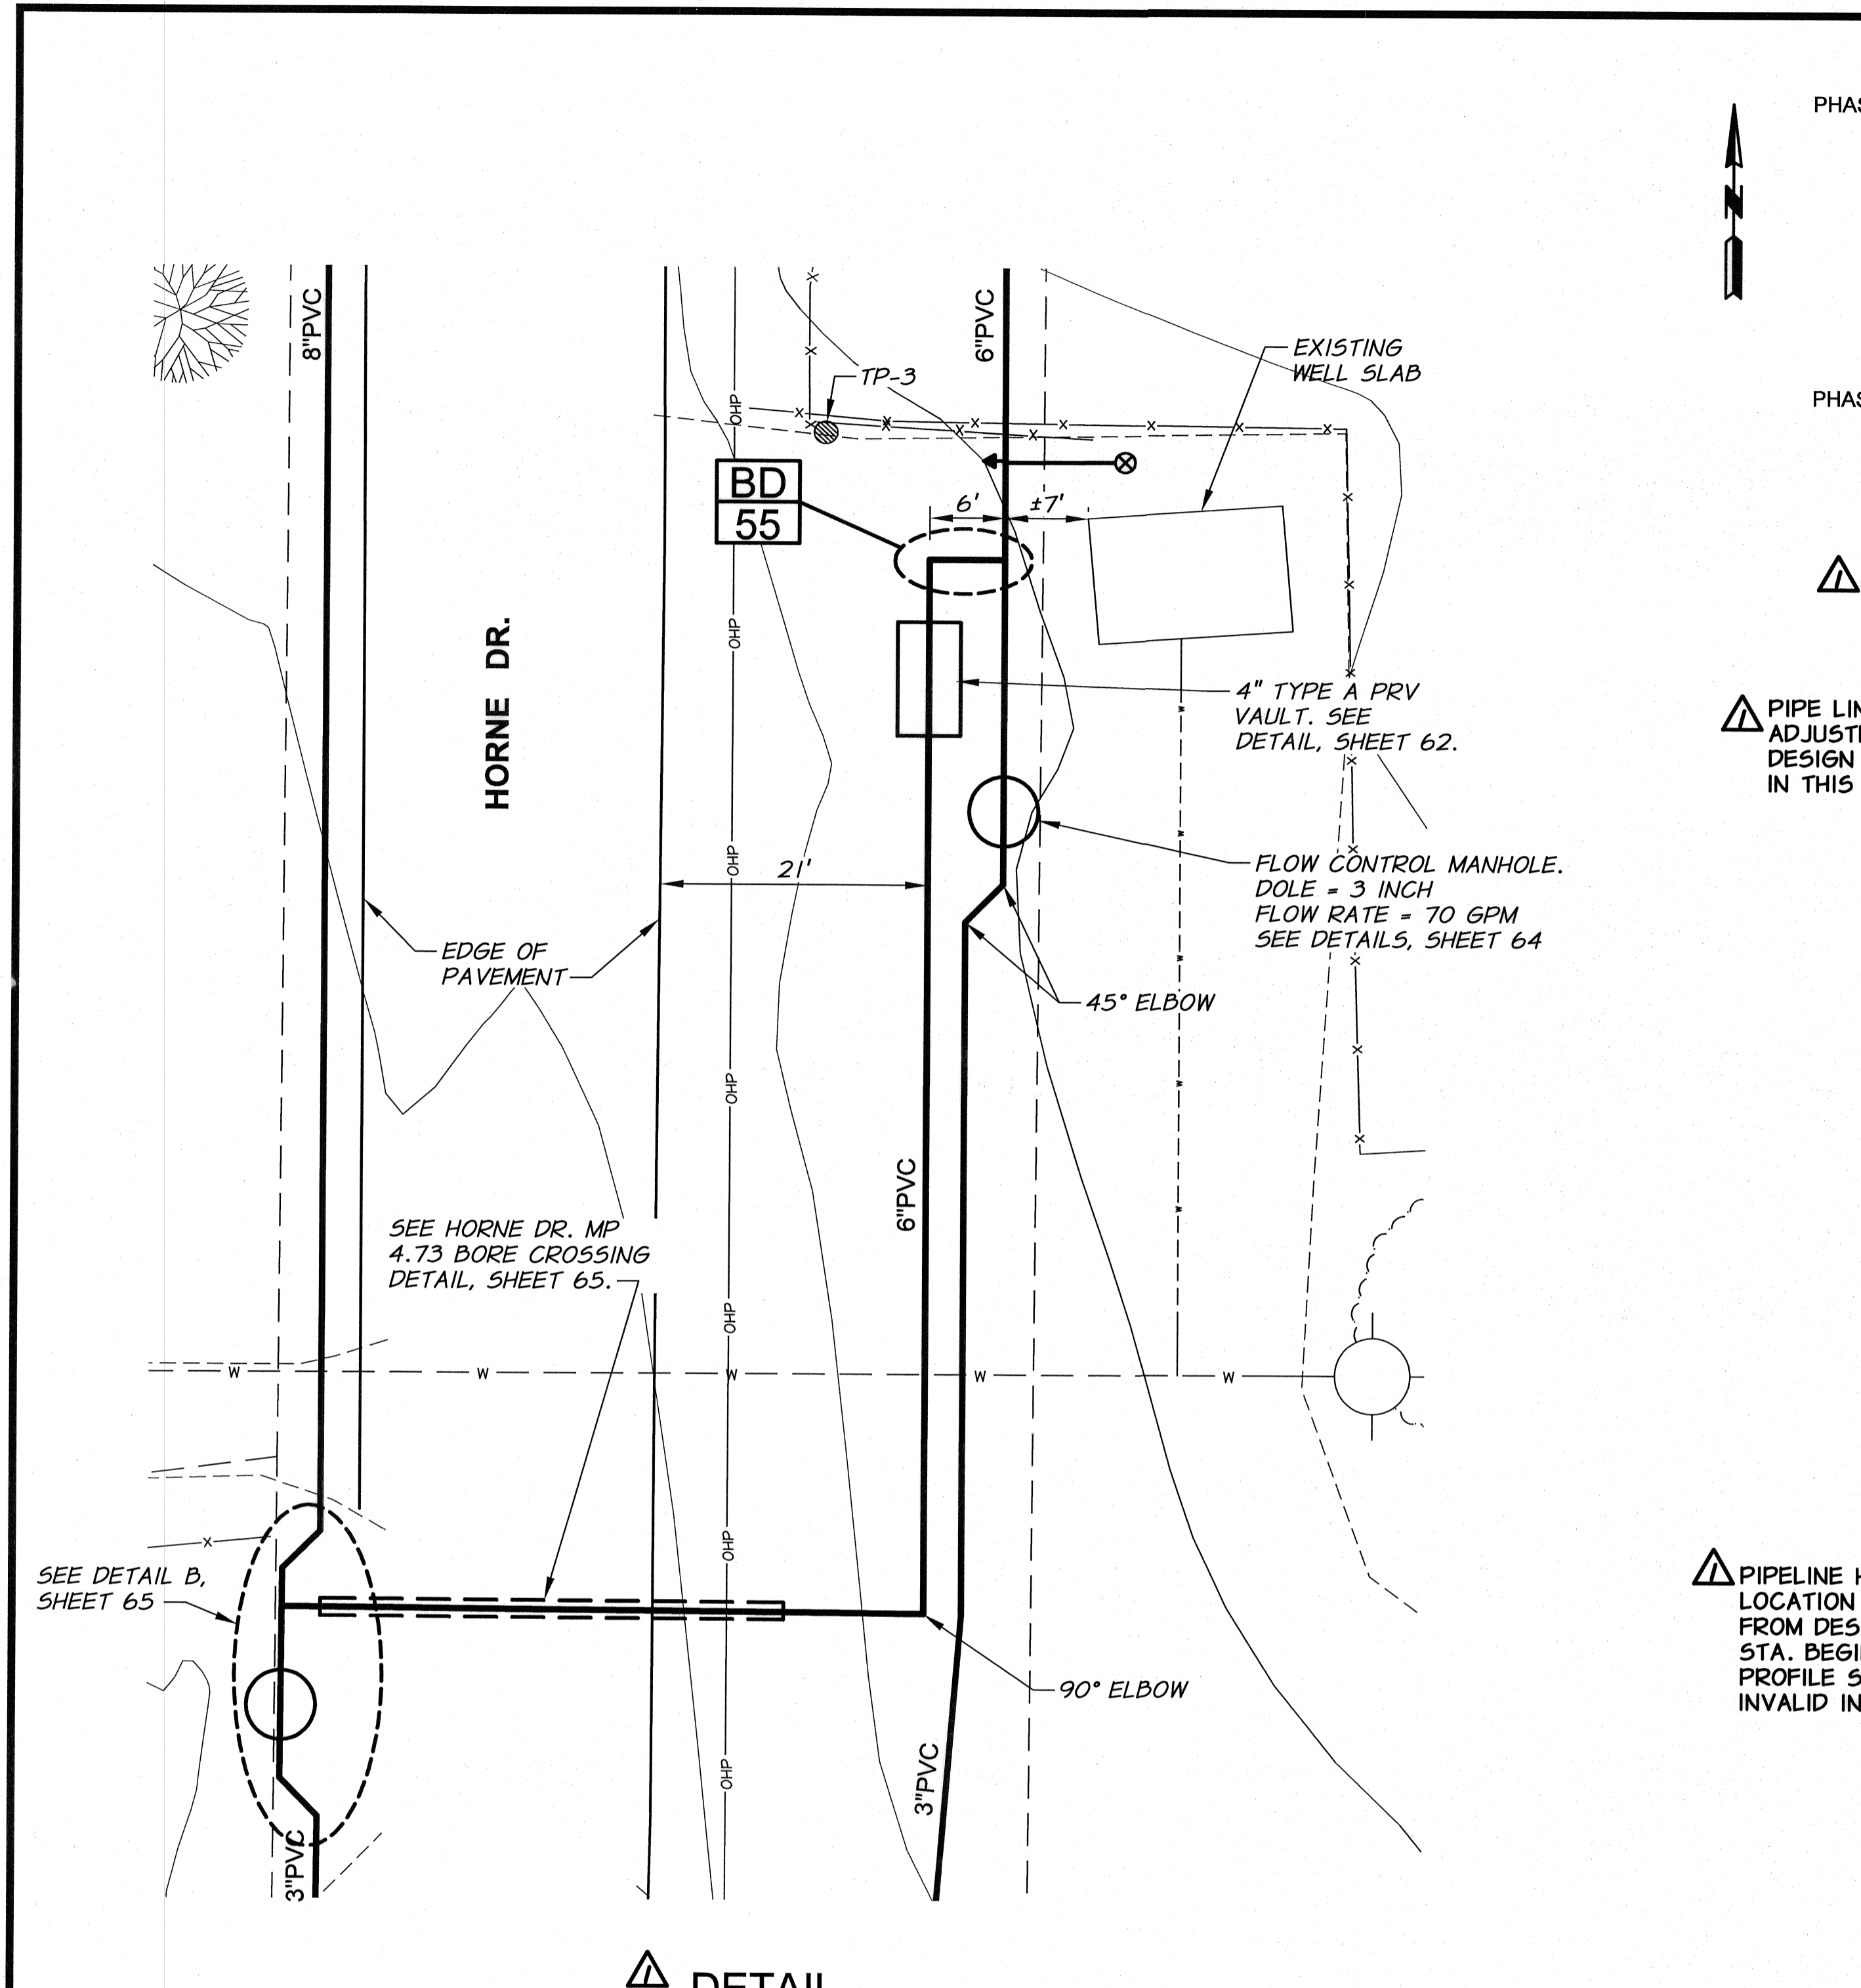 PHAS
N
8"PVC
6"PVC
EXISTING
WELL SLAB
TP-3
PHAS
OHP
BD
55
6'
±7'
HORNE DR.
OHP
4" TYPE A PRV
VAULT. SEE
DETAIL, SHEET 62.
PIPE LIN
ADJUST
DESIGN
IN THIS
OHP
21'
FLOW CONTROL MANHOLE.
DOLE = 3 INCH
FLOW RATE = 70 GPM
SEE DETAILS, SHEET 64
EDGE OF
PAVEMENT
45° ELBOW
OHP
6"PVC
SEE HORNE DR. MP
4.73 BORE CROSSING
DETAIL, SHEET 65.
OHP
W W W W W
OHP
SEE DETAIL B,
SHEET 65
PIPELINE H
LOCATION
FROM DES
STA. BEGI
PROFILE S
INVALID IN
90° ELBOW
OHP
3"PVC
3"PVC
DETAIL